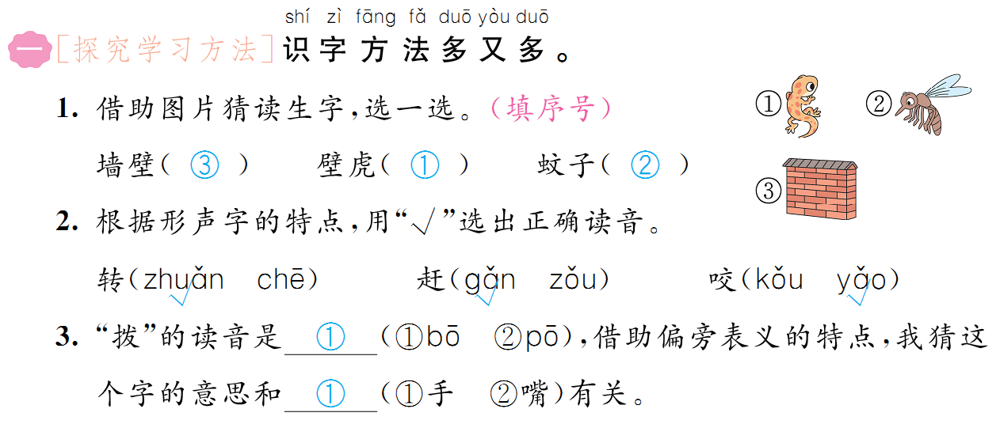 shí zì fāng fǎ duō yòu duō
一 [探究学习方法] 识字方法多又多。
1. 借助图片猜读生字,选一选。(填序号) ① ②
墙壁( ③ ) 壁虎( ① ) 蚊子( ② ) ③
2. 根据形声字的特点,用“√”选出正确读音。
转(zhuǎn√ chē) 赶(gǎn√ zǒu) 咬(kǒu yǎo√)
3. “拨”的读音是 ① (①bō ②pō),借助偏旁表义的特点,我猜这
个字的意思和 ① (①手 ②嘴)有关。